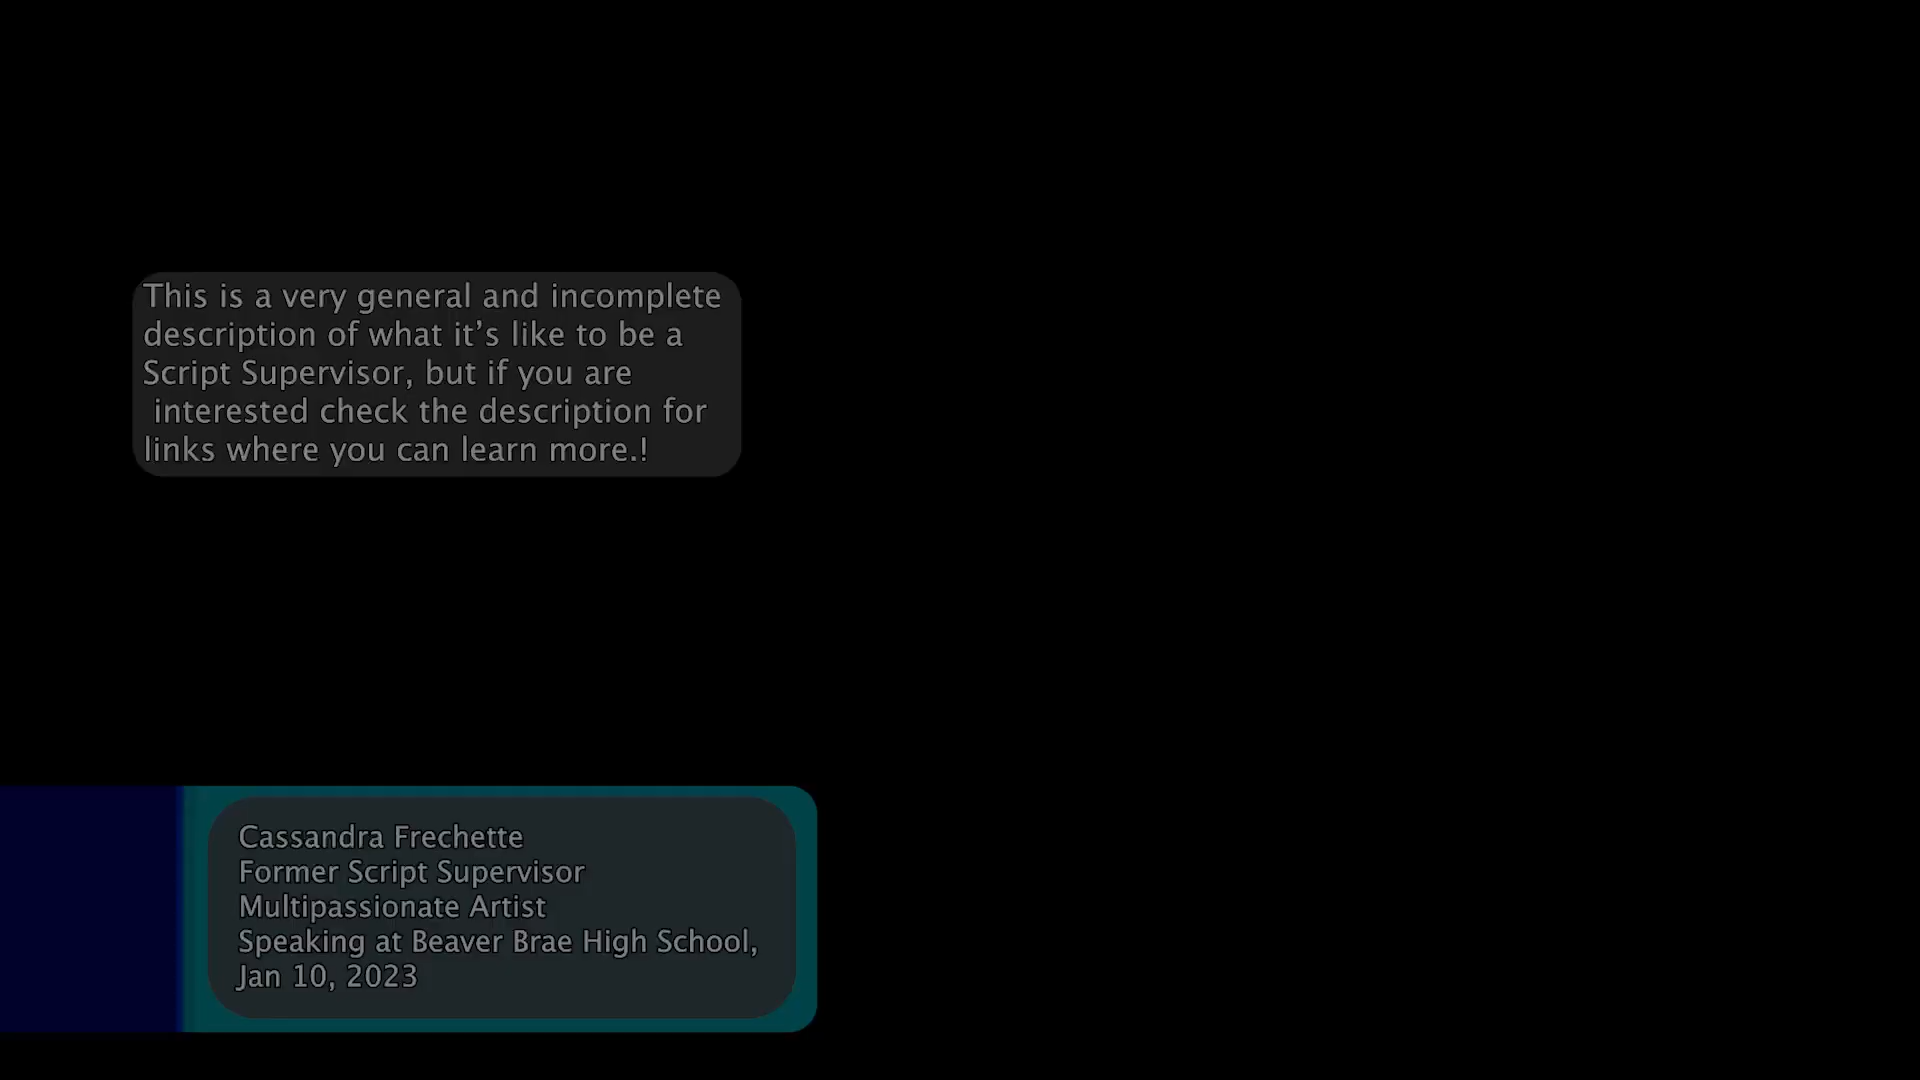 This is a very general and incomplete
description of what it’s like to be a
Script Supervisor, but if you are
interested check the description for
links where you can learn more.!
Cassandra Frechette
Former Script Supervisor
Multipassionate Artist
Speaking at Beaver Brae High School,
Jan 10, 2023